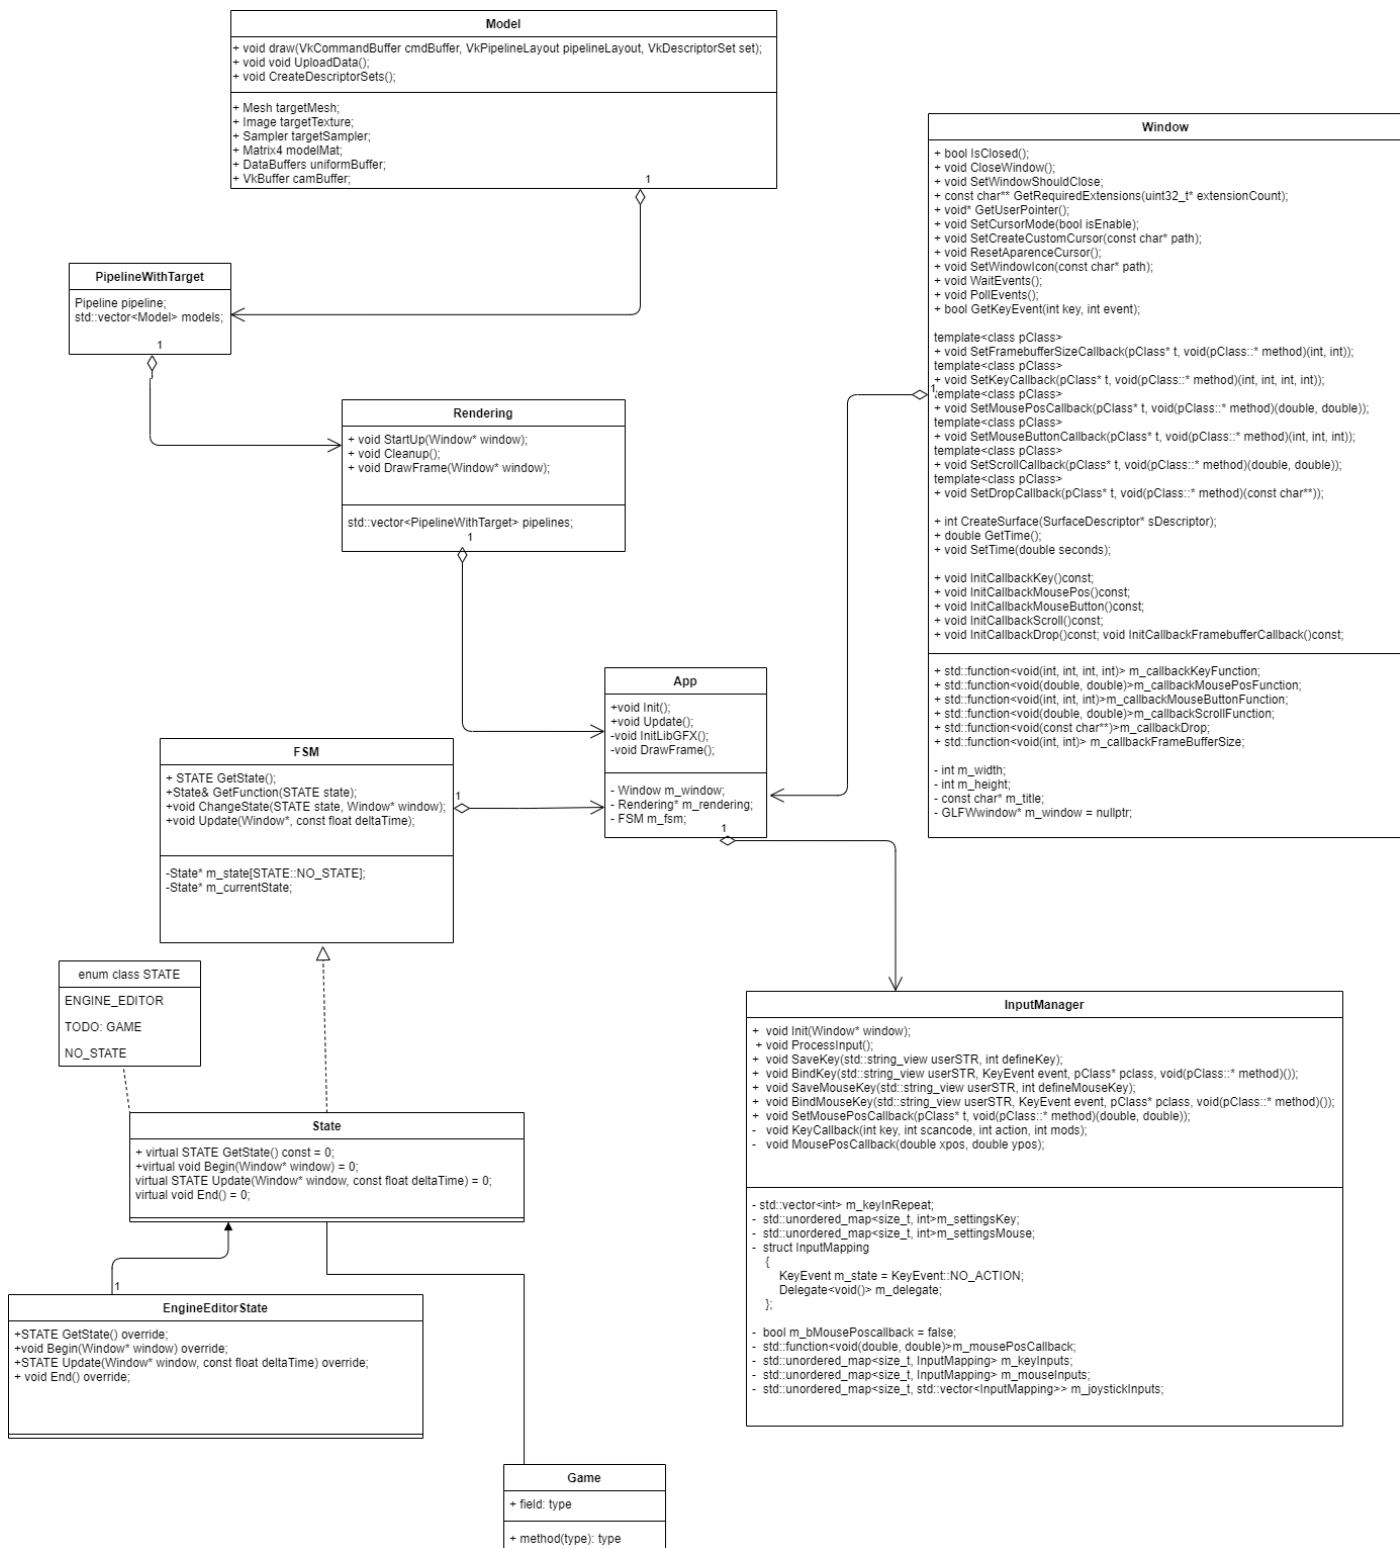 Model
+ void draw(VkCommandBuffer cmdBuffer, VkPipelineLayout pipelineLayout, VkDescriptorSet set);
+ void void UploadData();
+ void CreateDescriptorSets();
+ Mesh targetMesh;
+ Image targetTexture;
+ Sampler targetSampler;
+ Matrix4 modelMat;
+ DataBuffers uniformBuffer;
+ VkBuffer camBuffer;
1
Window
+ bool IsClosed();
+ void CloseWindow();
+ void SetWindowShouldClose;
+ const char** GetRequiredExtensions(uint32_t* extensionCount);
+ void* GetUserPointer();
+ void SetCursorMode(bool isEnable);
+ void SetCreateCustomCursor(const char* path);
+ void ResetAparenceCursor();
+ void SetWindowIcon(const char* path);
+ void WaitEvents();
+ void PollEvents();
+ bool GetKeyEvent(int key, int event);
template<class pClass>
+ void SetFramebufferSizeCallback(pClass* t, void(pClass::* method)(int, int));
template<class pClass>
+ void SetKeyCallback(pClass* t, void(pClass::* method)(int, int, int, int));
1
template<class pClass>
+ void SetMousePosCallback(pClass* t, void(pClass::* method)(double, double));
template<class pClass>
+ void SetMouseButtonCallback(pClass* t, void(pClass::* method)(int, int, int));
template<class pClass>
+ void SetScrollCallback(pClass* t, void(pClass::* method)(double, double));
template<class pClass>
+ void SetDropCallback(pClass* t, void(pClass::* method)(const char**));
+ int CreateSurface(SurfaceDescriptor* sDescriptor);
+ double GetTime();
+ void SetTime(double seconds);
+ void InitCallbackKey()const;
+ void InitCallbackMousePos()const;
+ void InitCallbackMouseButton()const;
+ void InitCallbackScroll()const;
+ void InitCallbackDrop()const; void InitCallbackFramebufferCallback()const;
+ std::function<void(int, int, int, int)> m_callbackKeyFunction;
+ std::function<void(double, double)>m_callbackMousePosFunction;
+ std::function<void(int, int, int)>m_callbackMouseButtonFunction;
+ std::function<void(double, double)>m_callbackScrollFunction;
+ std::function<void(const char**)>m_callbackDrop;
+ std::function<void(int, int)> m_callbackFrameBufferSize;
- int m_width;
- int m_height;
- const char* m_title;
- GLFWwindow* m_window = nullptr;
PipelineWithTarget
Pipeline pipeline;
std::vector<Model> models;
1
Rendering
+ void StartUp(Window* window);
+ void Cleanup();
+ void DrawFrame(Window* window);
std::vector<PipelineWithTarget> pipelines;
1
App
+void Init();
+void Update();
-void InitLibGFX();
-void DrawFrame();
- Window m_window;
- Rendering* m_rendering;
- FSM m_fsm;
1
FSM
+ STATE GetState();
+State& GetFunction(STATE state);
+void ChangeState(STATE state, Window* window);
+void Update(Window*, const float deltaTime);
-State* m_state[STATE::NO_STATE];
-State* m_currentState;
1
enum class STATE
ENGINE_EDITOR
TODO: GAME
NO_STATE
State
+ virtual STATE GetState() const = 0;
+virtual void Begin(Window* window) = 0;
virtual STATE Update(Window* window, const float deltaTime) = 0;
virtual void End() = 0;
1
EngineEditorState
+STATE GetState() override;
+void Begin(Window* window) override;
+STATE Update(Window* window, const float deltaTime) override;
+ void End() override;
InputManager
+ void Init(Window* window);
+ void ProcessInput();
+ void SaveKey(std::string_view userSTR, int defineKey);
+ void BindKey(std::string_view userSTR, KeyEvent event, pClass* pclass, void(pClass::* method)());
+ void SaveMouseKey(std::string_view userSTR, int defineMouseKey);
+ void BindMouseKey(std::string_view userSTR, KeyEvent event, pClass* pclass, void(pClass::* method)());
+ void SetMousePosCallback(pClass* t, void(pClass::* method)(double, double));
- void KeyCallback(int key, int scancode, int action, int mods);
- void MousePosCallback(double xpos, double ypos);
- std::vector<int> m_keyInRepeat;
- std::unordered_map<size_t, int>m_settingsKey;
- std::unordered_map<size_t, int>m_settingsMouse;
- struct InputMapping
{
KeyEvent m_state = KeyEvent::NO_ACTION;
Delegate<void()> m_delegate;
};
- bool m_bMousePoscallback = false;
- std::function<void(double, double)>m_mousePosCallback;
- std::unordered_map<size_t, InputMapping> m_keyInputs;
- std::unordered_map<size_t, InputMapping> m_mouseInputs;
- std::unordered_map<size_t, std::vector<InputMapping>> m_joystickInputs;
Game
+ field: type
+ method(type): type